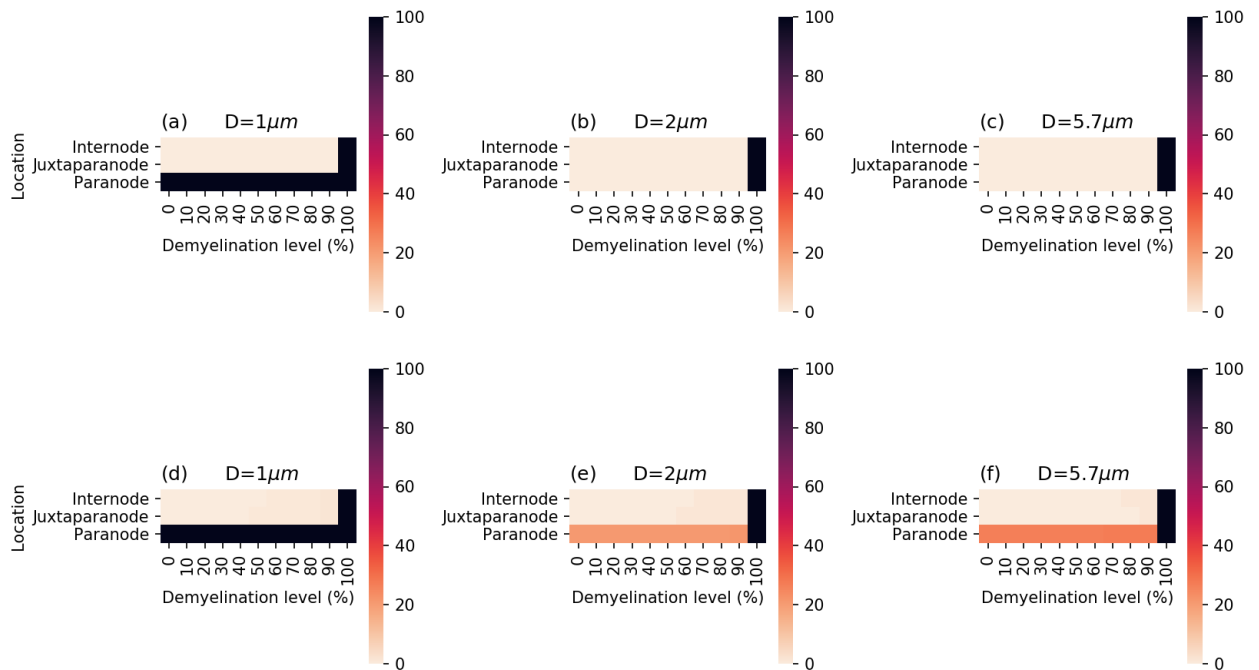 (a) D=1μm
Location
Internode
Juxtaparanode
Paranode
0 10 20 30 40 50 60 70 80 90 100
Demyelination level (%)
100
80
60
40
20
0
(b) D=2μm
Internode
Juxtaparanode
Paranode
0 10 20 30 40 50 60 70 80 90 100
Demyelination level (%)
100
80
60
40
20
0
(c) D=5.7μm
Internode
Juxtaparanode
Paranode
0 10 20 30 40 50 60 70 80 90 100
Demyelination level (%)
100
80
60
40
20
0
(d) D=1μm
Location
Internode
Juxtaparanode
Paranode
0 10 20 30 40 50 60 70 80 90 100
Demyelination level (%)
100
80
60
40
20
0
(e) D=2μm
Internode
Juxtaparanode
Paranode
0 10 20 30 40 50 60 70 80 90 100
Demyelination level (%)
100
80
60
40
20
0
(f) D=5.7μm
Internode
Juxtaparanode
Paranode
0 10 20 30 40 50 60 70 80 90 100
Demyelination level (%)
100
80
60
40
20
0